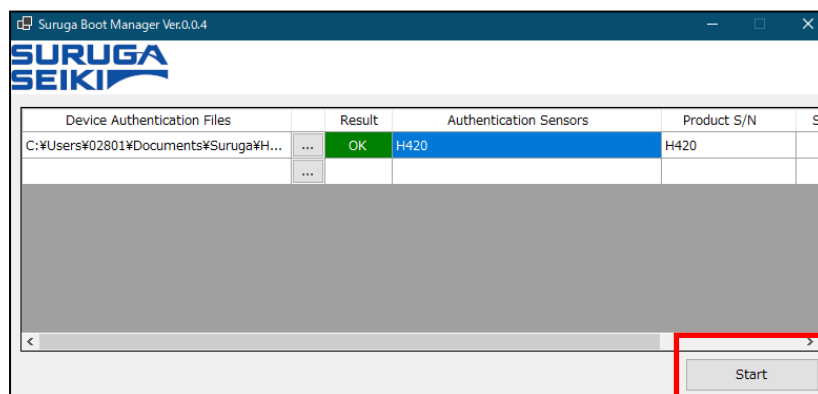 Suruga Boot Manager Ver.0.0.4
SURUGA
SEIKI
Device Authentication Files Result Authentication Sensors Product S/N S
C:¥Users¥02801¥Documents¥Suruga¥H... ... OK H420 H420
...
Start